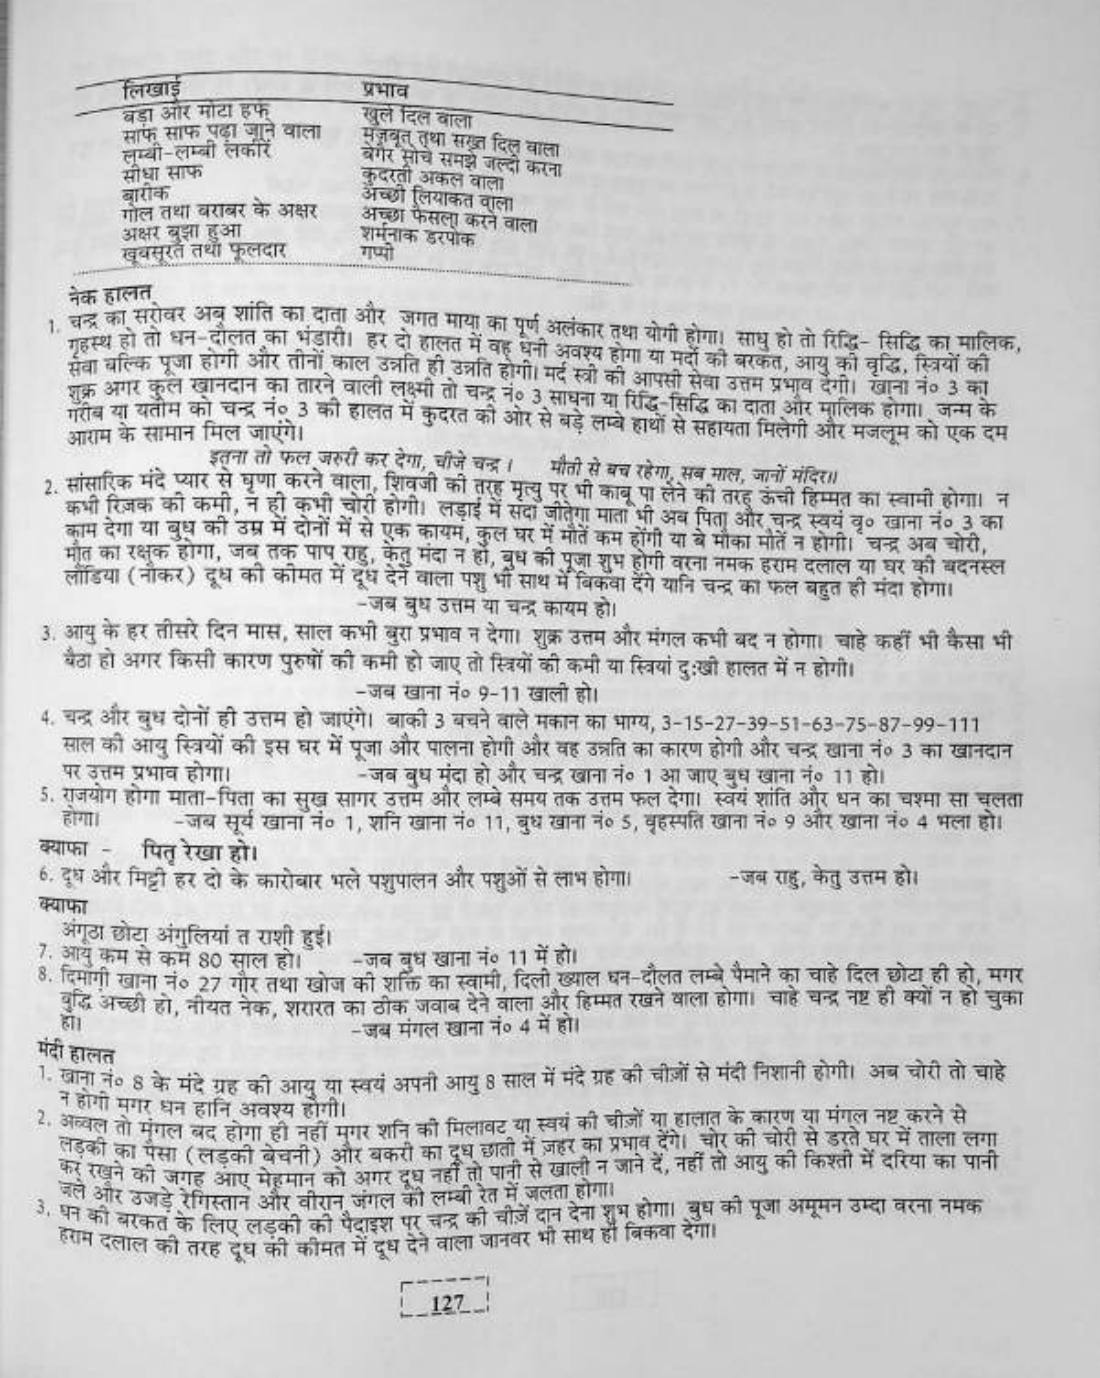 लिखाई प्रभाव
बड़ा और मोटा हर्फ खुले दिल वाला
साफ साफ पढ़ा जाने वाला मज़बूत तथा सख़्त दिल वाला
लम्बी-लम्बी लकीरें बगैर सोचे समझे जल्दी करना
सीधा साफ कुदरती अकल वाला
बारीक अच्छी लियाकत वाला
गोल तथा बराबर के अक्षर अच्छा फैसला करने वाला
अक्षर बुझा हुआ शर्मनाक डरपोक
खूबसूरत तथा फूलदार गप्पी
नेक हालत
1. चन्द्र का सरोवर अब शांति का दाता और जगत माया का पूर्ण अलंकार तथा योगी होगा। साधु हो तो रिद्धि- सिद्धि का मालिक,
गृहस्थ हो तो धन-दौलत का भंडारी। हर दो हालत में वह धनी अवश्य होगा या मर्दों की बरकत, आयु की वृद्धि, स्त्रियों की
सेवा बल्कि पूजा होगी और तीनों काल उन्नति ही उन्नति होगी। मर्द स्त्री की आपसी सेवा उत्तम प्रभाव देगी। खाना नं० 3 का
शुक्र अगर कुल खानदान का तारने वाली लक्ष्मी तो चन्द्र नं० 3 साधना या रिद्धि-सिद्धि का दाता और मालिक होगा। जन्म के
गरीब या यतीम को चन्द्र नं० 3 की हालत में कुदरत की ओर से बड़े लम्बे हाथों से सहायता मिलेगी और मजलूम को एक दम
आराम के सामान मिल जाएंगे।
इतना तो फल जरुरी कर देगा, चीजे चन्द्र । मौती से बच रहेगा, सब माल, जानों मंदिर॥
2. सांसारिक मंदे प्यार से घृणा करने वाला, शिवजी की तरह मृत्यु पर भी काबू पा लेने की तरह ऊंची हिम्मत का स्वामी होगा। न
कभी रिज़क की कमी, न ही कभी चोरी होगी। लड़ाई में सदा जीतेगा माता भी अब पिता और चन्द्र स्वयं वृ० खाना नं० 3 का
काम देगा या बुध की उम्र में दोनों में से एक कायम, कुल घर में मौतें कम होंगी या बे मौका मौतें न होगी। चन्द्र अब चोरी,
मौत का रक्षक होगा, जब तक पाप राहु, केतु मंदा न हो, बुध की पूजा शुभ होगी वरना नमक हराम दलाल या घर की बदनस्ल
लौंडिया (नौकर) दूध की कीमत में दूध देने वाला पशु भी साथ में बिकवा देंगे यानि चन्द्र का फल बहुत ही मंदा होगा।
-जब बुध उत्तम या चन्द्र कायम हो।
3. आयु के हर तीसरे दिन मास, साल कभी बुरा प्रभाव न देगा। शुक्र उत्तम और मंगल कभी बद न होगा। चाहे कहीं भी कैसा भी
बैठा हो अगर किसी कारण पुरुषों की कमी हो जाए तो स्त्रियों की कमी या स्त्रियां दु:खी हालत में न होगी।
-जब खाना नं० 9-11 खाली हो।
4. चन्द्र और बुध दोनों ही उत्तम हो जाएंगे। बाकी 3 बचने वाले मकान का भाग्य, 3-15-27-39-51-63-75-87-99-111
साल की आयु स्त्रियों की इस घर में पूजा और पालना होगी और वह उन्नति का कारण होगी और चन्द्र खाना नं० 3 का खानदान
पर उत्तम प्रभाव होगा। -जब बुध मंदा हो और चन्द्र खाना नं० 1 आ जाए बुध खाना नं० 11 हो।
5. राजयोग होगा माता-पिता का सुख सागर उत्तम और लम्बे समय तक उत्तम फल देगा। स्वयं शांति और धन का चश्मा सा चलता
होगा। -जब सूर्य खाना नं० 1, शनि खाना नं० 11, बुध खाना नं० 5, वृहस्पति खाना नं० 9 और खाना नं० 4 भला हो।
क्याफा - पितृ रेखा हो।
6. दूध और मिट्टी हर दो के कारोबार भले पशुपालन और पशुओं से लाभ होगा। -जब राहु, केतु उत्तम हो।
क्याफा
अंगूठा छोटा अंगुलियां त राशी हुई।
7. आयु कम से कम 80 साल हो। -जब बुध खाना नं० 11 में हो।
8. दिमागी खाना नं० 27 गौर तथा खोज की शक्ति का स्वामी, दिली ख्याल धन-दौलत लम्बे पैमाने का चाहे दिल छोटा ही हो, मगर
बुद्धि अच्छी हो, नीयत नेक, शरारत का ठीक जवाब देने वाला और हिम्मत रखने वाला होगा। चाहे चन्द्र नष्ट ही क्यों न हो चुका
हो। -जब मंगल खाना नं० 4 में हो।
मंदी हालत
1. खाना नं० 8 के मंदे ग्रह की आयु या स्वयं अपनी आयु 8 साल में मंदे ग्रह की चीज़ों से मंदी निशानी होगी। अब चोरी तो चाहे
न होगी मगर धन हानि अवश्य होगी।
2. अव्वल तो मंगल बद होगा ही नहीं मगर शनि की मिलावट या स्वयं की चीज़ों या हालात के कारण या मंगल नष्ट करने से
लड़की का पैसा (लड़की बेचनी) और बकरी का दूध छाती में ज़हर का प्रभाव देंगे। चोर की चोरी से डरते घर में ताला लगा
कर रखने की जगह आए मेहमान को अगर दूध नहीं तो पानी से खाली न जाने दें, नहीं तो आयु की किश्ती में दरिया का पानी
जले और उजड़े रेगिस्तान और वीरान जंगल की लम्बी रेत में जलता होगा।
3. धन की बरकत के लिए लड़की की पैदाइश पर चन्द्र की चीज़ें दान देना शुभ होगा। बुध की पूजा अमूमन उम्दा वरना नमक
हराम दलाल की तरह दूध की कीमत में दूध देने वाला जानवर भी साथ ही बिकवा देगा।
127